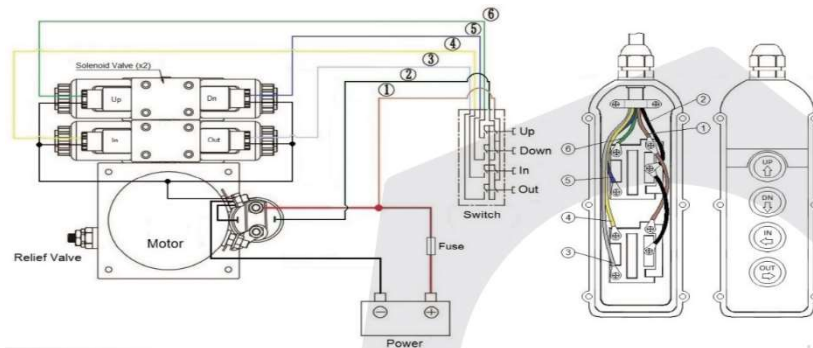 ⑥
⑤
④
③
②
①
Solenoid Valve (x2)
Up
Dn
In
Out
Up
Down
In
Out
Switch
Motor
Relief Valve
Fuse
Power
②
①
⑥
⑤
④
③
UP
DN
IN
OUT